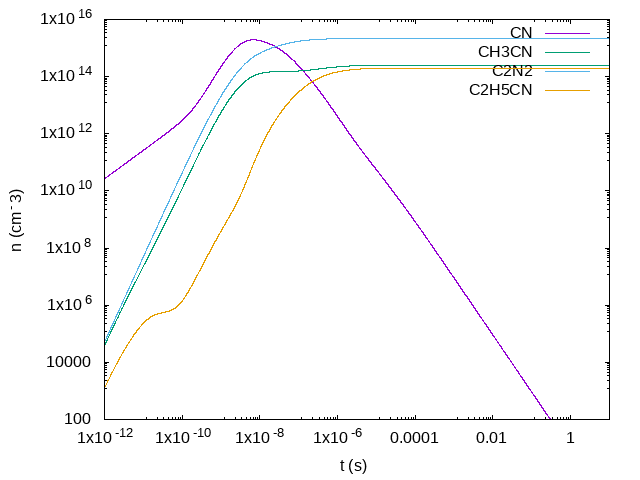 1x10^16
1x10^14
1x10^12
1x10^10
1x10^8
1x10^6
10000
100
n (cm^-3)
CN
CH3CN
C2N2
C2H5CN
1x10^-12 1x10^-10 1x10^-8 1x10^-6 0.0001 0.01 1
t (s)